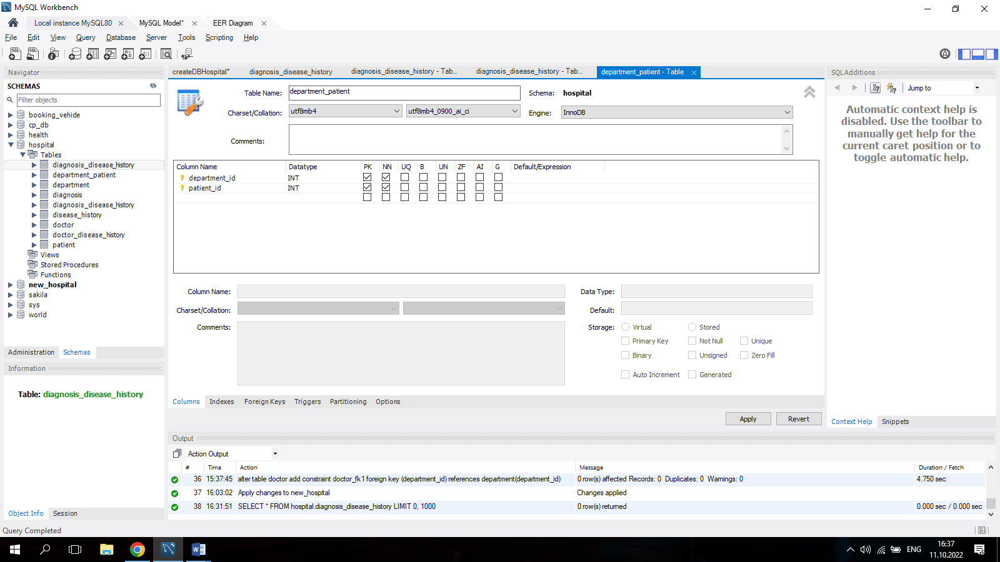 MySQL Workbench
Local instance MySQL80
MySQL Model*
EER Diagram
File Edit View Query Database Server Tools Scripting Help
Navigator
SCHEMAS
Filter objects
booking_vehide
cp_db
health
hospital
Tables
diagnosis_disease_history
department_patient
department
diagnosis
diagnosis_disease_history
disease_history
doctor
doctor_disease_history
patient
Views
Stored Procedures
Functions
new_hospital
sakila
sys
world
Administration Schemas
Information
Table: diagnosis_disease_history
Object Info Session
createDBHospital* diagnosis_disease_history diagnosis_disease_history - Tab... diagnosis_disease_history - Tab... department_patient - Table
Table Name: department_patient Schema: hospital
Charset/Collation: utf8mb4 utf8mb4_0900_ai_ci Engine: InnoDB
Comments:
Column Name Datatype PK NN UQ B UN ZF AI G Default/Expression
department_id INT
patient_id INT
Column Name: Data Type:
Charset/Collation: Default:
Comments: Storage: Virtual Stored
Primary Key Not Null Unique
Binary Unsigned Zero Fill
Auto Increment Generated
Columns Indexes Foreign Keys Triggers Partitioning Options
Apply Revert
Output
Action Output
# Time Action Message Duration / Fetch
36 15:37:45 alter table doctor add constraint doctor_fk1 foreign key (department_id) references department(department_id) 0 row(s) affected Records: 0 Duplicates: 0 Warnings: 0 4.750 sec
37 16:03:02 Apply changes to new_hospital Changes applied
38 16:31:51 SELECT * FROM hospital.diagnosis_disease_history LIMIT 0, 1000 0 row(s) returned 0.000 sec / 0.000 sec
SQLAdditions
Jump to
Automatic context help is
disabled. Use the toolbar to
manually get help for the
current caret position or to
toggle automatic help.
Context Help Snippets
Query Completed
ENG
16:37
11.10.2022